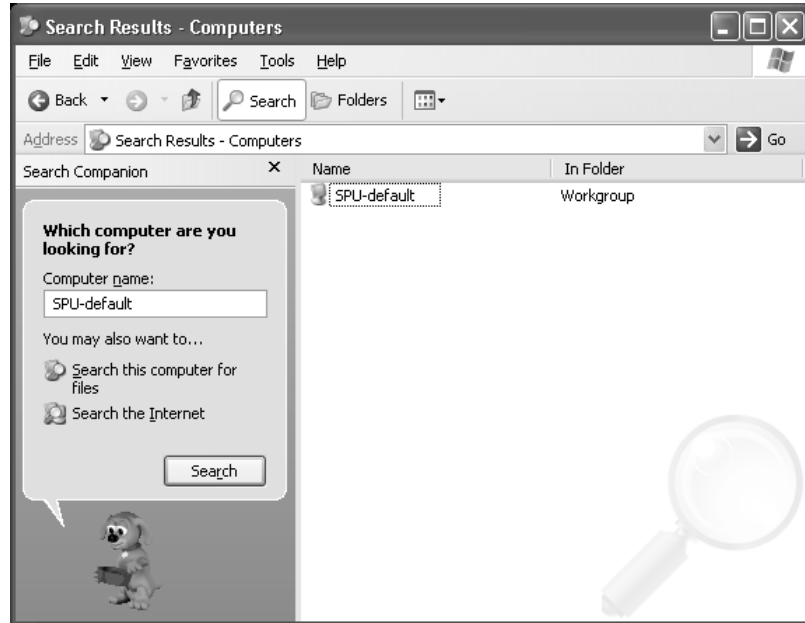 Search Results - Computers
File Edit View Favorites Tools Help
Back Search Folders
Address Search Results - Computers Go
Search Companion
Name In Folder
SPU-default Workgroup
Which computer are you
looking for?
Computer name:
SPU-default
You may also want to...
Search this computer for
files
Search the Internet
Search